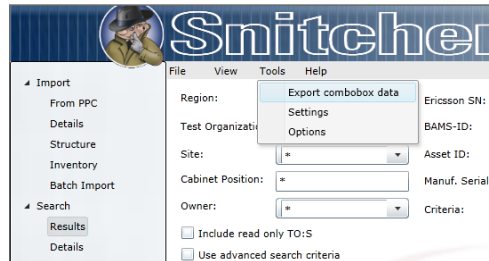 Snitcher
File View Tools Help
Import
From PPC
Details
Structure
Inventory
Batch Import
Search
Results
Details
Export combobox data
Settings
Options
Region:
Test Organizati
Site: *
Cabinet Position: *
Owner: *
Include read only TO:S
Use advanced search criteria
Ericsson SN:
BAMS-ID:
Asset ID:
Manuf. Serial
Criteria: